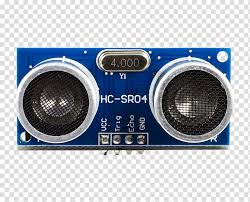 4.000
Y1
HC-SR04
VCC
Trig
Echo
GND
R